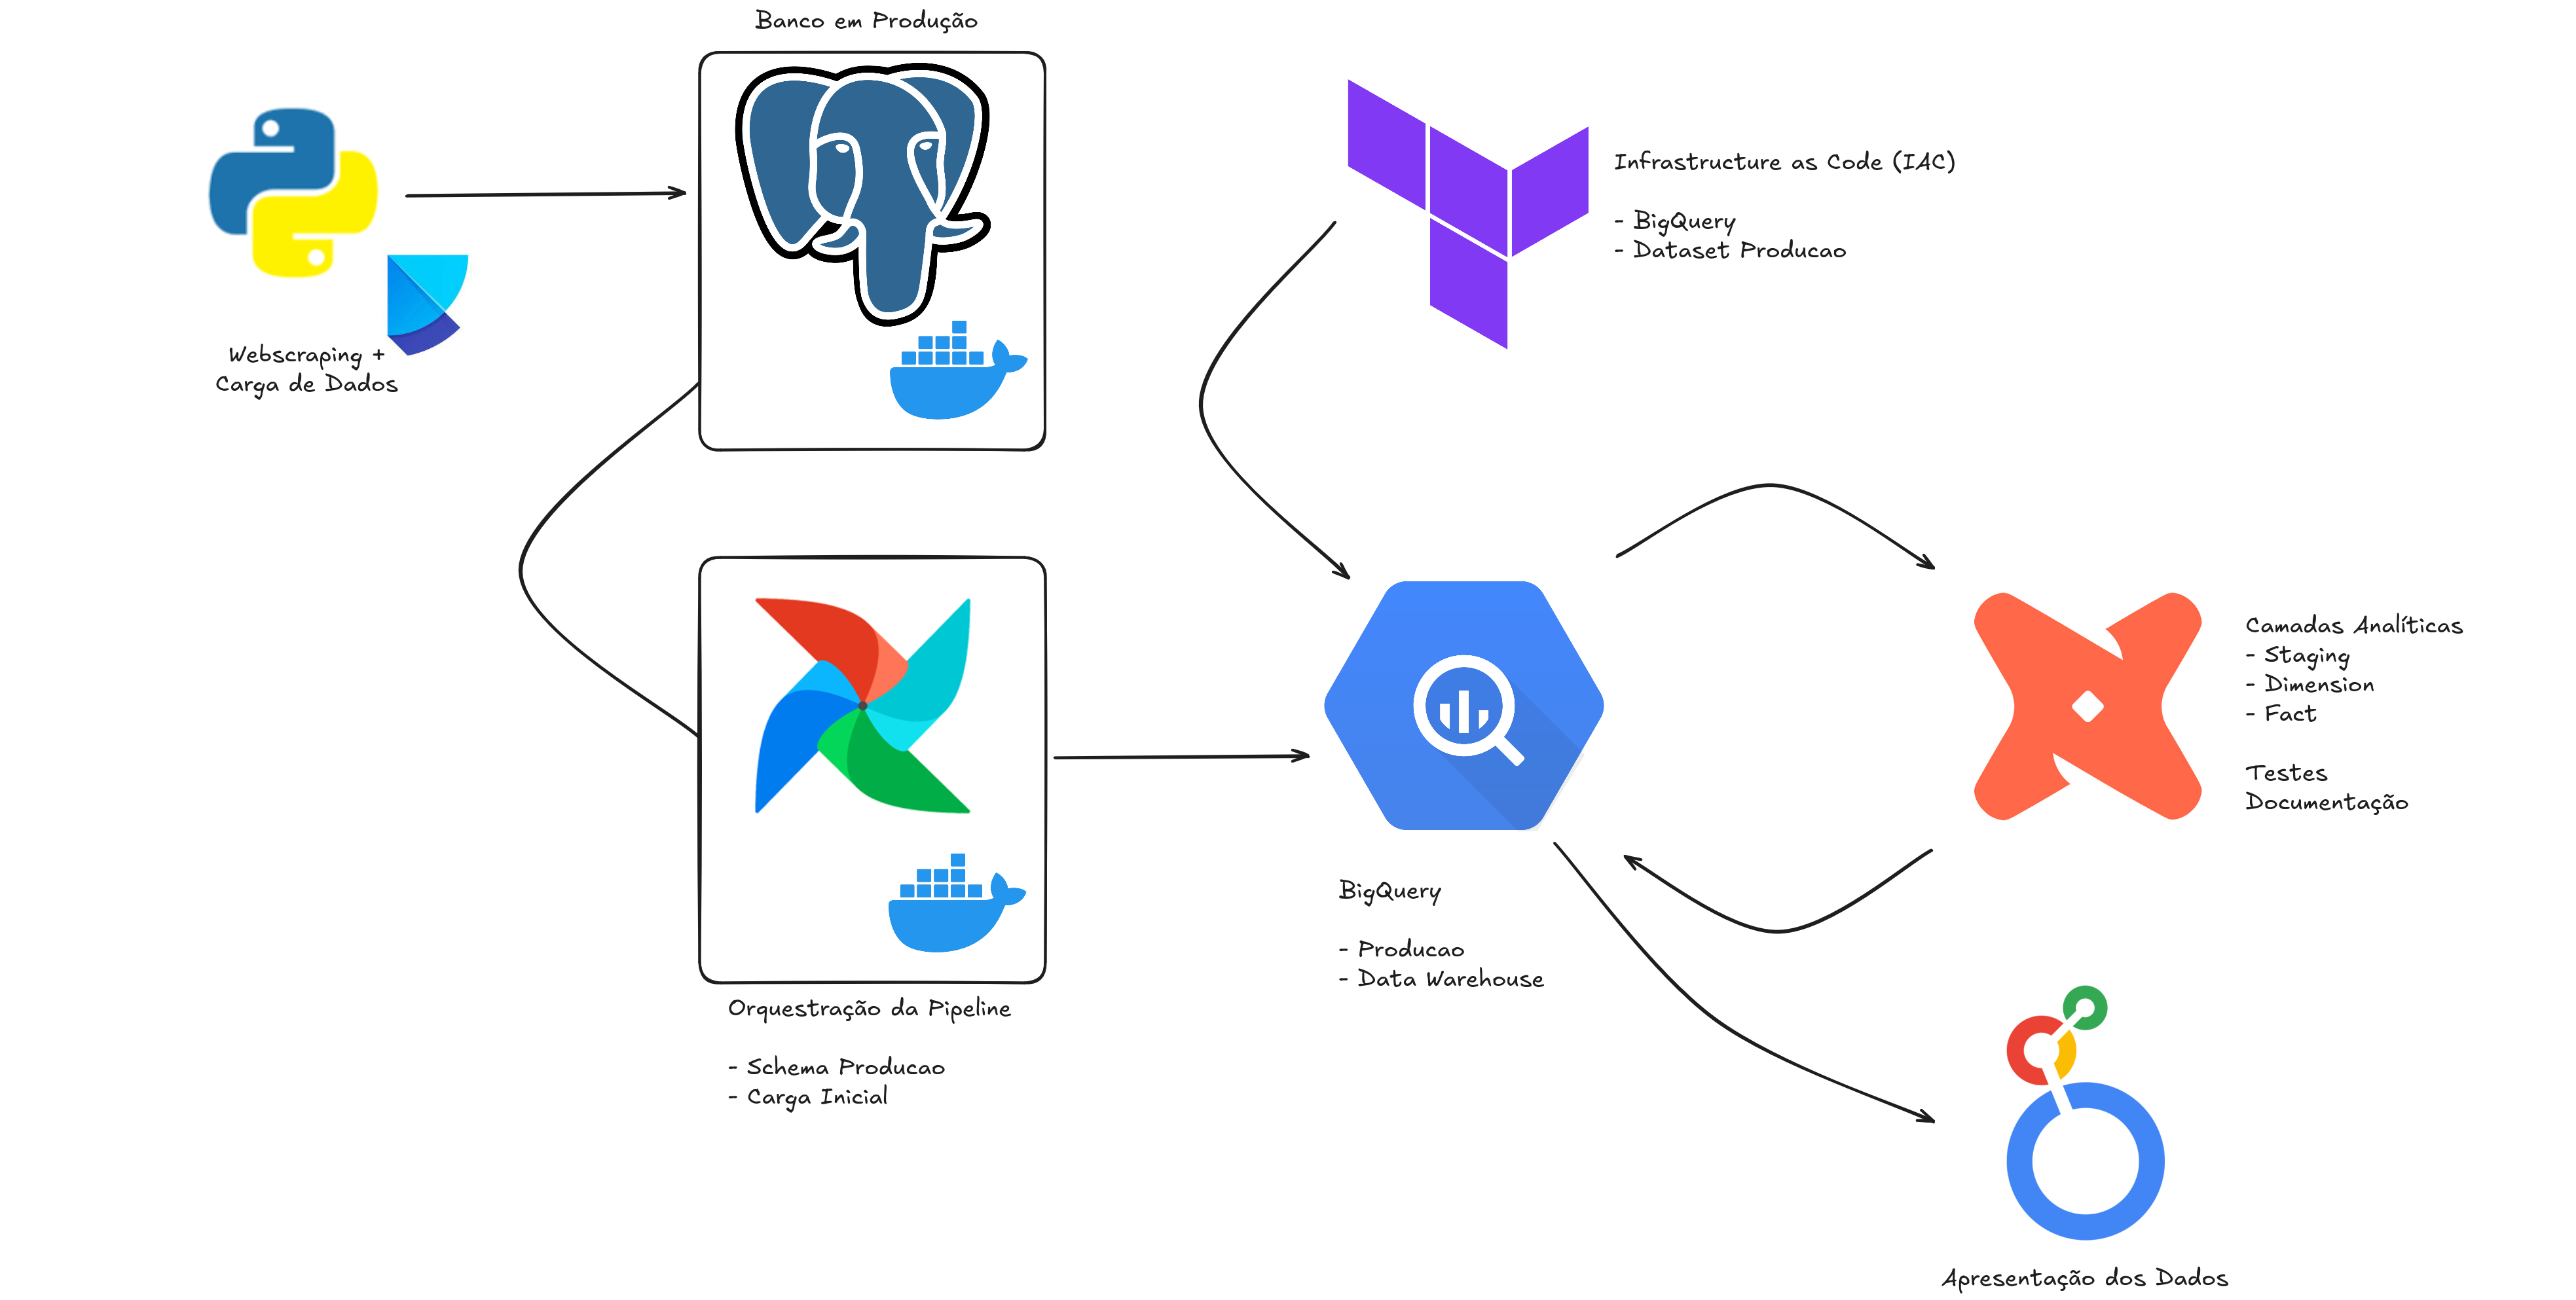 Banco em Produção
Webscraping +
Carga de Dados
Infrastructure as Code (IAC)
- BigQuery
- Dataset Producao
Camadas Analíticas
- Staging
- Dimension
- Fact
Testes
Documentação
BigQuery
- Producao
- Data Warehouse
Orquestração da Pipeline
- Schema Producao
- Carga Inicial
Apresentação dos Dados